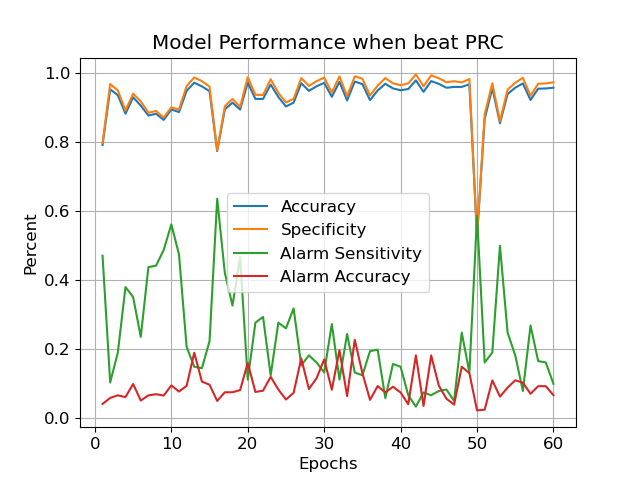 Model Performance when beat PRC
1.0
0.8
0.6
0.4
0.2
0.0
Percent
Accuracy
Specificity
Alarm Sensitivity
Alarm Accuracy
0 10 20 30 40 50 60
Epochs